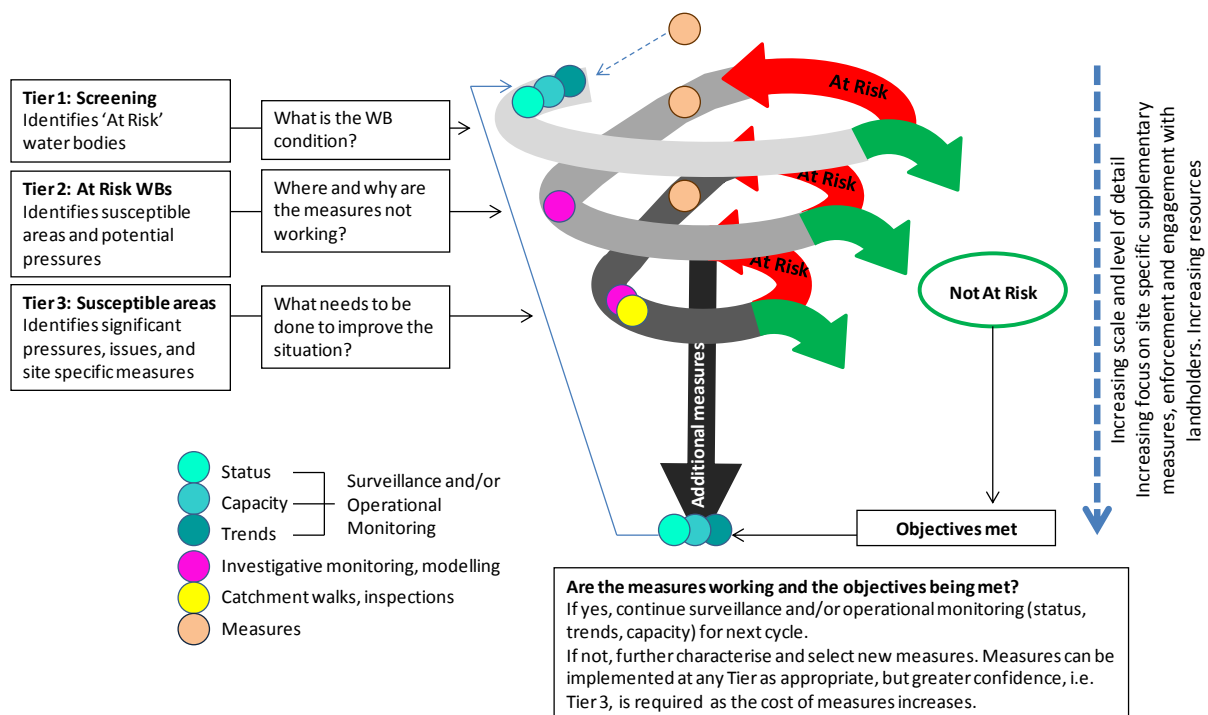 Tier 1: Screening
Identifies 'At Risk'
water bodies
What is the WB
condition?
Tier 2: At Risk WBs
Identifies susceptible
areas and potential
pressures
Where and why are
the measures not
working?
Tier 3: Susceptible areas
Identifies significant
pressures, issues, and
site specific measures
What needs to be
done to improve the
situation?
At Risk
At Risk
At Risk
Additional measures
Not At Risk
Objectives met
Increasing scale and level of detail
Increasing focus on site specific supplementary
measures, enforcement and engagement with
landholders. Increasing resources
Status
Capacity
Trends
Surveillance and/or
Operational
Monitoring
Investigative monitoring, modelling
Catchment walks, inspections
Measures
Are the measures working and the objectives being met?
If yes, continue surveillance and/or operational monitoring (status,
trends, capacity) for next cycle.
If not, further characterise and select new measures. Measures can be
implemented at any Tier as appropriate, but greater confidence, i.e.
Tier 3, is required as the cost of measures increases.